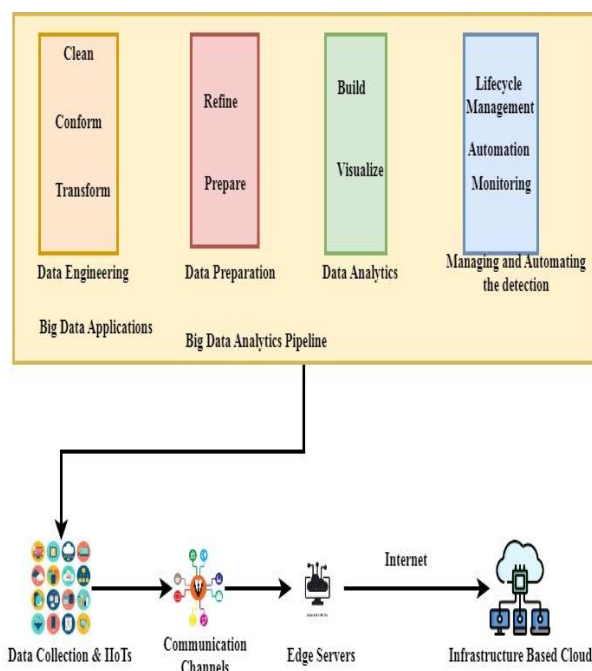 Clean
Conform
Transform
Data Engineering
Refine
Prepare
Data Preparation
Build
Visualize
Data Analytics
Lifecycle
Management
Automation
Monitoring
Managing and Automating
the detection
Big Data Applications
Big Data Analytics Pipeline
Data Collection & IIoTs
Communication
Channels
Edge Servers
Internet
Infrastructure Based Cloud